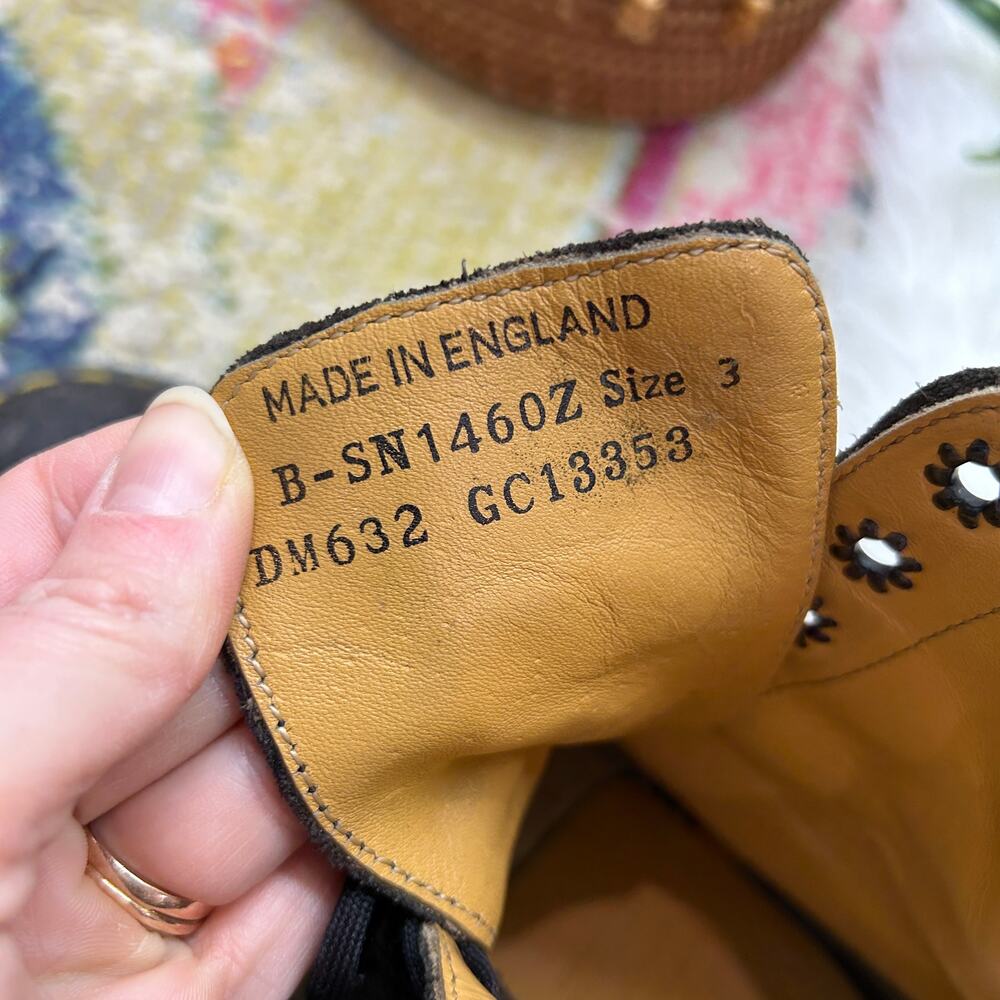 MADE IN ENGLAND
B-SN1460Z Size 3
DM632 GC13353